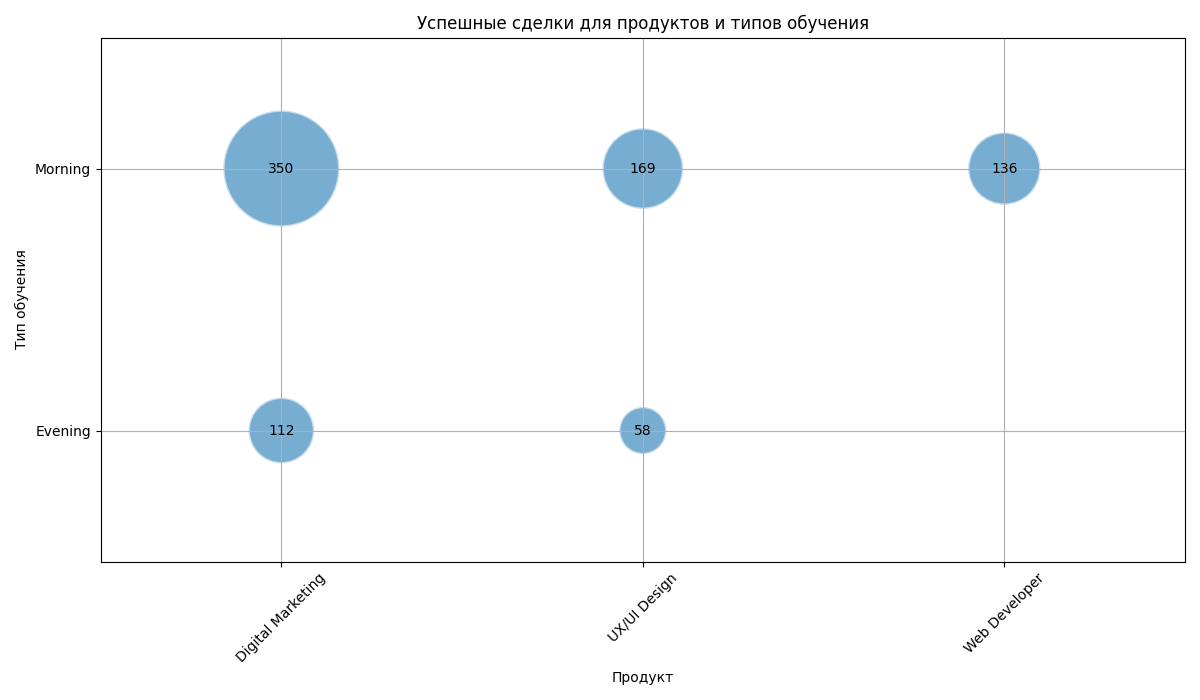 Успешные сделки для продуктов и типов обучения
Тип обучения
Morning
350
169
136
Evening
112
58
Digital Marketing
UX/UI Design
Web Developer
Продукт